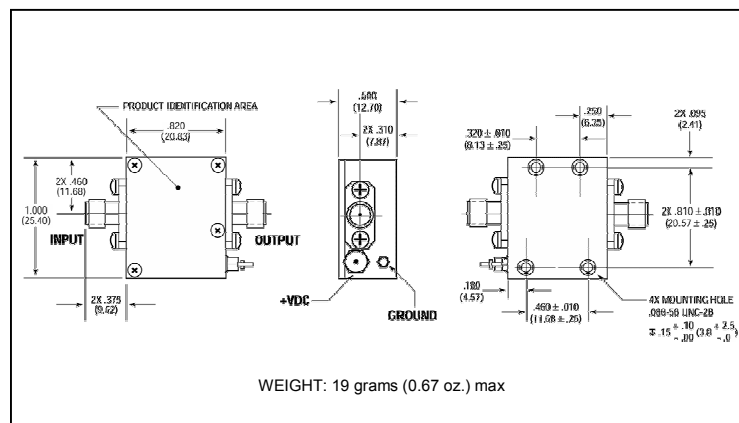 PRODUCT IDENTIFICATION AREA
.820
(20.83)
2X .460
(11.68)
1.000
(25.40)
INPUT
OUTPUT
2X .375
(9.52)
.500
(12.70)
2X .310
(7.87)
+VDC
GROUND
.250
(6.35)
2X .095
(2.41)
.320 ± .010
(8.13 ± .25)
2X .810 ± .010
(20.57 ± .25)
.180
(4.57)
.460 ± .010
(11.68 ± .25)
4X MOUNTING HOLE
UNC-2B
WEIGHT: 19 grams (0.67 oz.) max